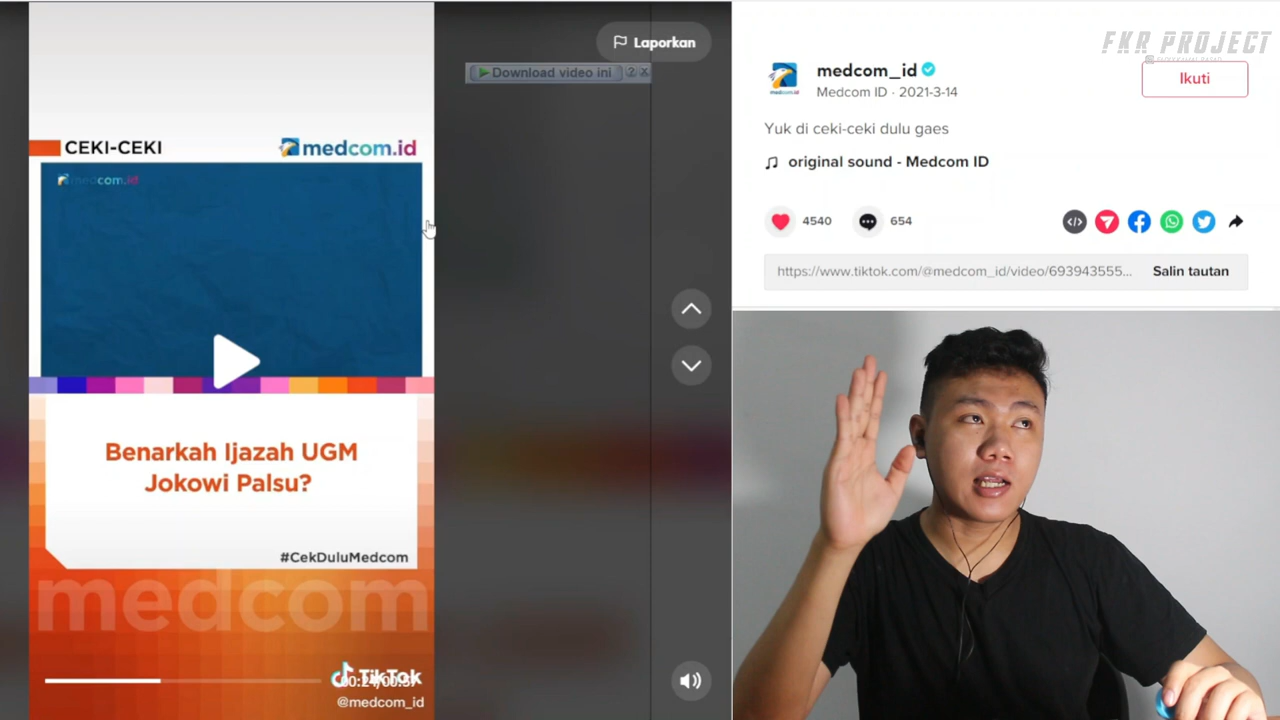 Laporkan
Download video ini
CEKI-CEKI
medcom.id
medcom.id
Benarkah Ijazah UGM
Jokowi Palsu?
#CekDuluMedcom
medcom
TikTok
@medcom_id
FKR PROJECT
medcom_id
Medcom ID · 2021-3-14
Ikuti
Yuk di ceki-ceki dulu gaes
original sound - Medcom ID
4540
654
https://www.tiktok.com/@medcom_id/video/693943555...
Salin tautan